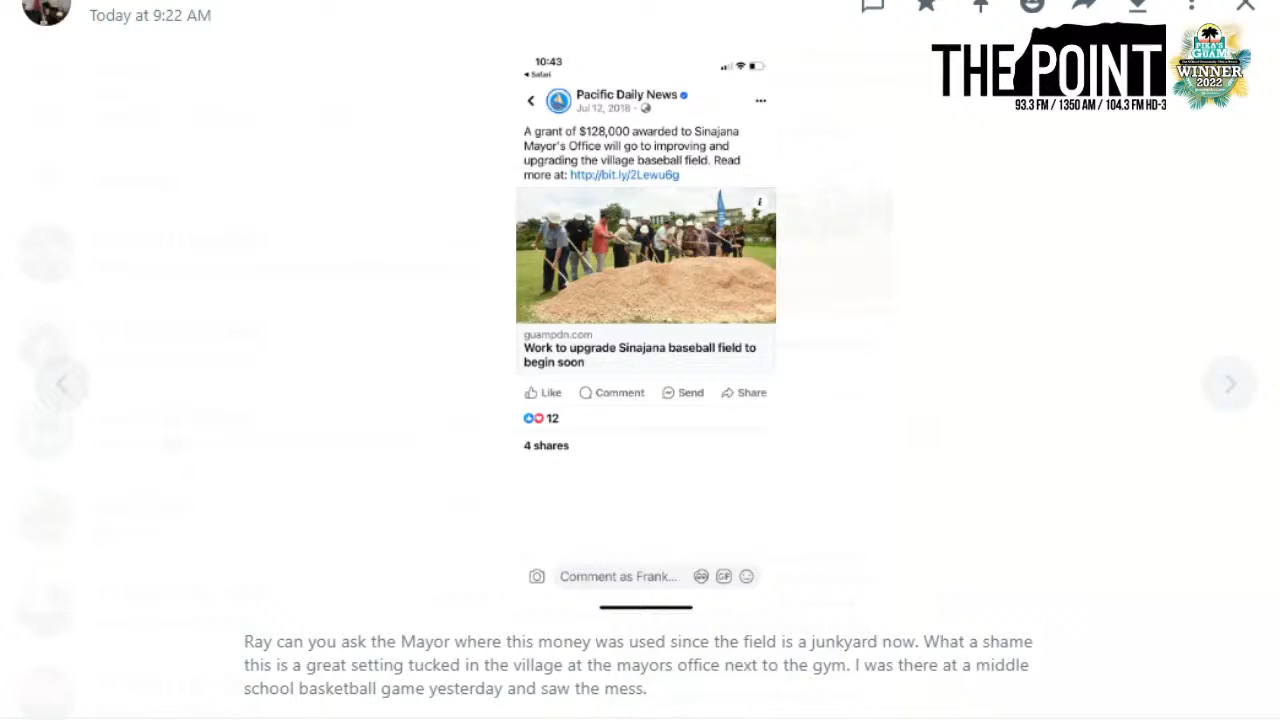 Today at 9:22 AM
THE POINT
93.3 FM / 1350 AM / 104.3 FM HD-3
PIKA'S
GUAM
WINNER
2022
10:43
Safari
Pacific Daily News
Jul 12, 2018 ·
A grant of $128,000 awarded to Sinajana
Mayor's Office will go to improving and
upgrading the village baseball field. Read
more at: http://bit.ly/2Lewu6g
guampdn.com
Work to upgrade Sinajana baseball field to
begin soon
Like Comment Send Share
12
4 shares
Comment as Frank... GIF
Ray can you ask the Mayor where this money was used since the field is a junkyard now. What a shame
this is a great setting tucked in the village at the mayors office next to the gym. I was there at a middle
school basketball game yesterday and saw the mess.